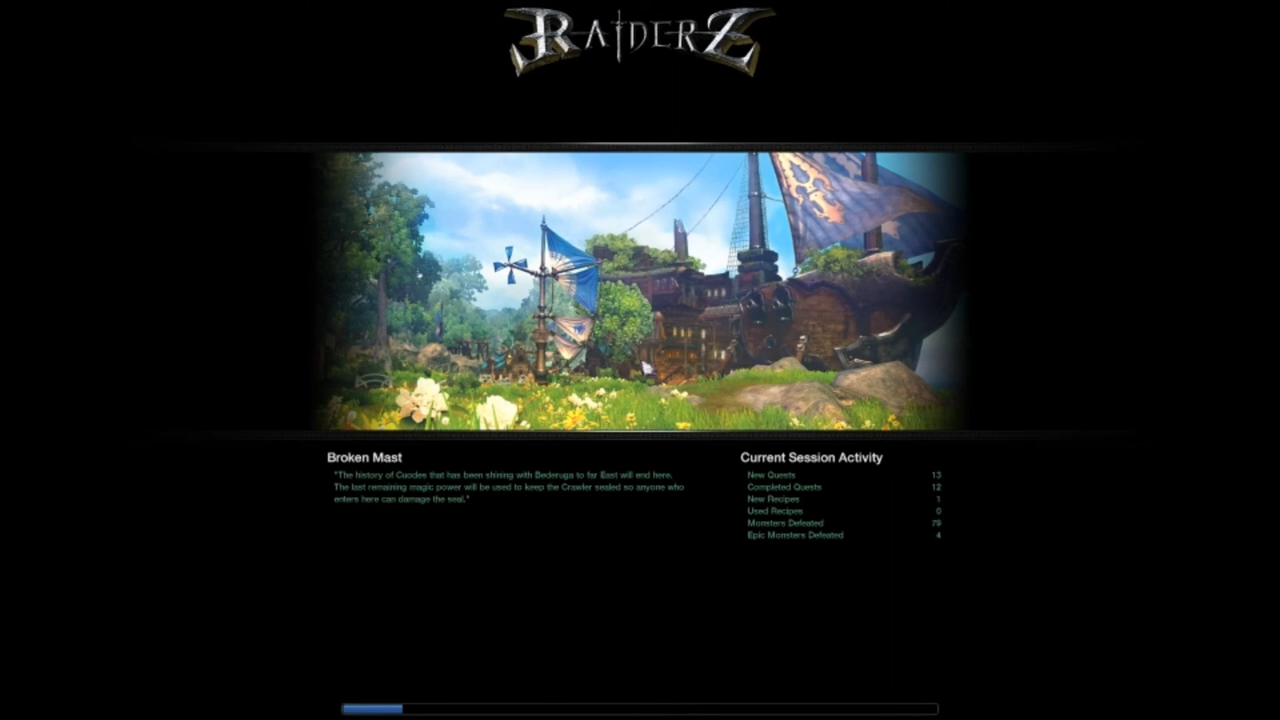 RAIDERZ
Broken Mast
"The history of Cuodes that has been shining with Bederuga to far East will end here.
The last remaining magic power will be used to keep the Crawler sealed so anyone who
enters here can damage the seal."
Current Session Activity
New Quests 13
Completed Quests 12
New Recipes 1
Used Recipes 0
Monsters Defeated 79
Epic Monsters Defeated 4